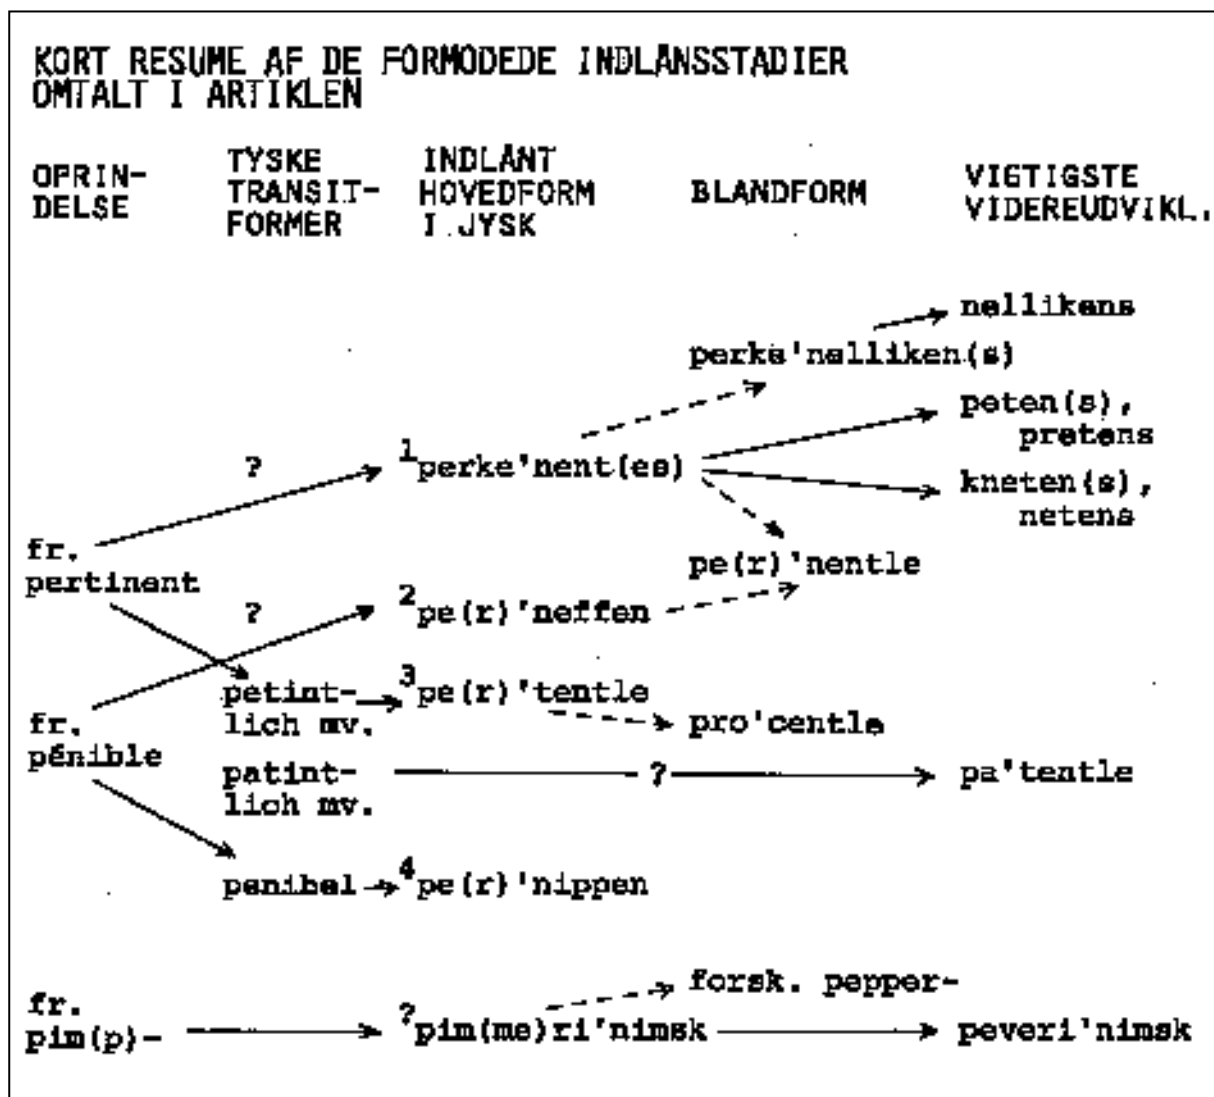 KORT RESUME AF DE FORMODEDE INDLÅNSSTADIER
OMTALT I ARTIKLEN
OPRIN-
DELSE
TYSKE
TRANSIT-
FORMER
INDLÅNT
HOVEDFORM
I JYSK
BLANDFORM
VIGTIGSTE
VIDEREUDVIKL.
nellikens
perke'nelliken(s)
peten(s),
pretens
? 1perke'nent(es)
kneten(s),
netens
fr.
pertinent
pe(r)'nentle
? 2pe(r)'neffen
petint-
lich mv.
3pe(r)'tentle
pro'centle
fr.
pénible
patint-
lich mv.
? pa'tentle
penibel 4pe(r)'nippen
forsk. pepper-
fr.
pim(p)-
?pim(me)ri'nimsk peveri'nimsk